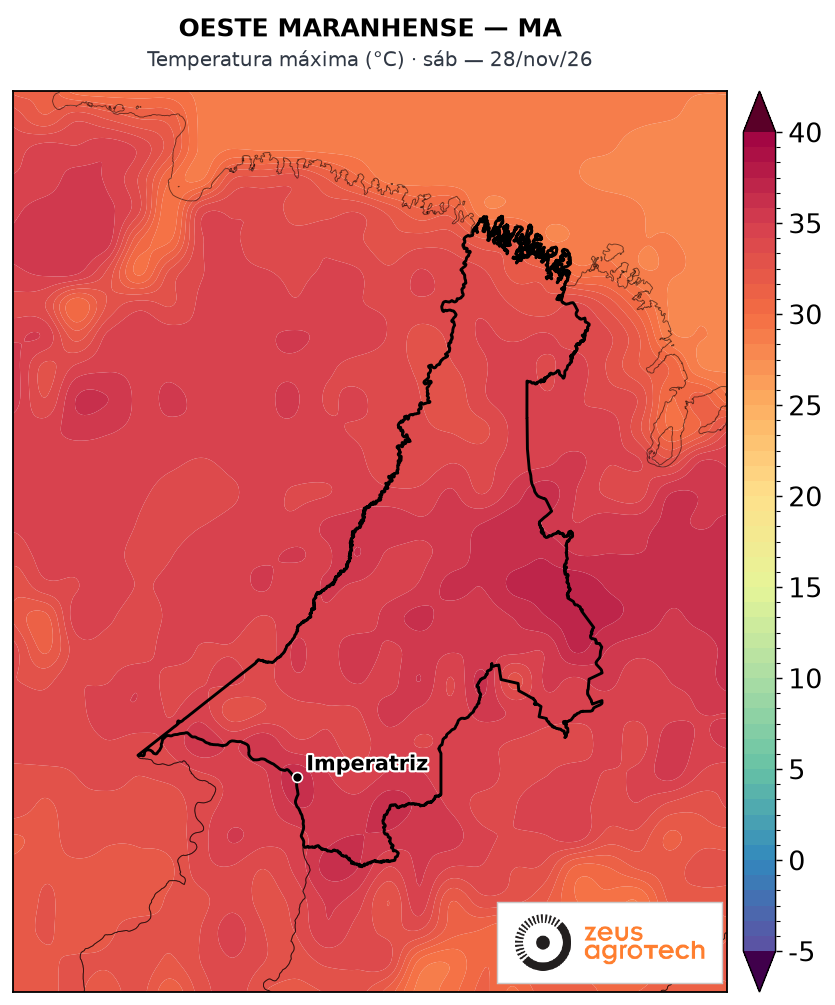 OESTE MARANHENSE — MA
Temperatura máxima (°C) · sáb — 28/nov/26
40
35
30
25
20
15
10
5
0
-5
Imperatriz
zeus
agrotech